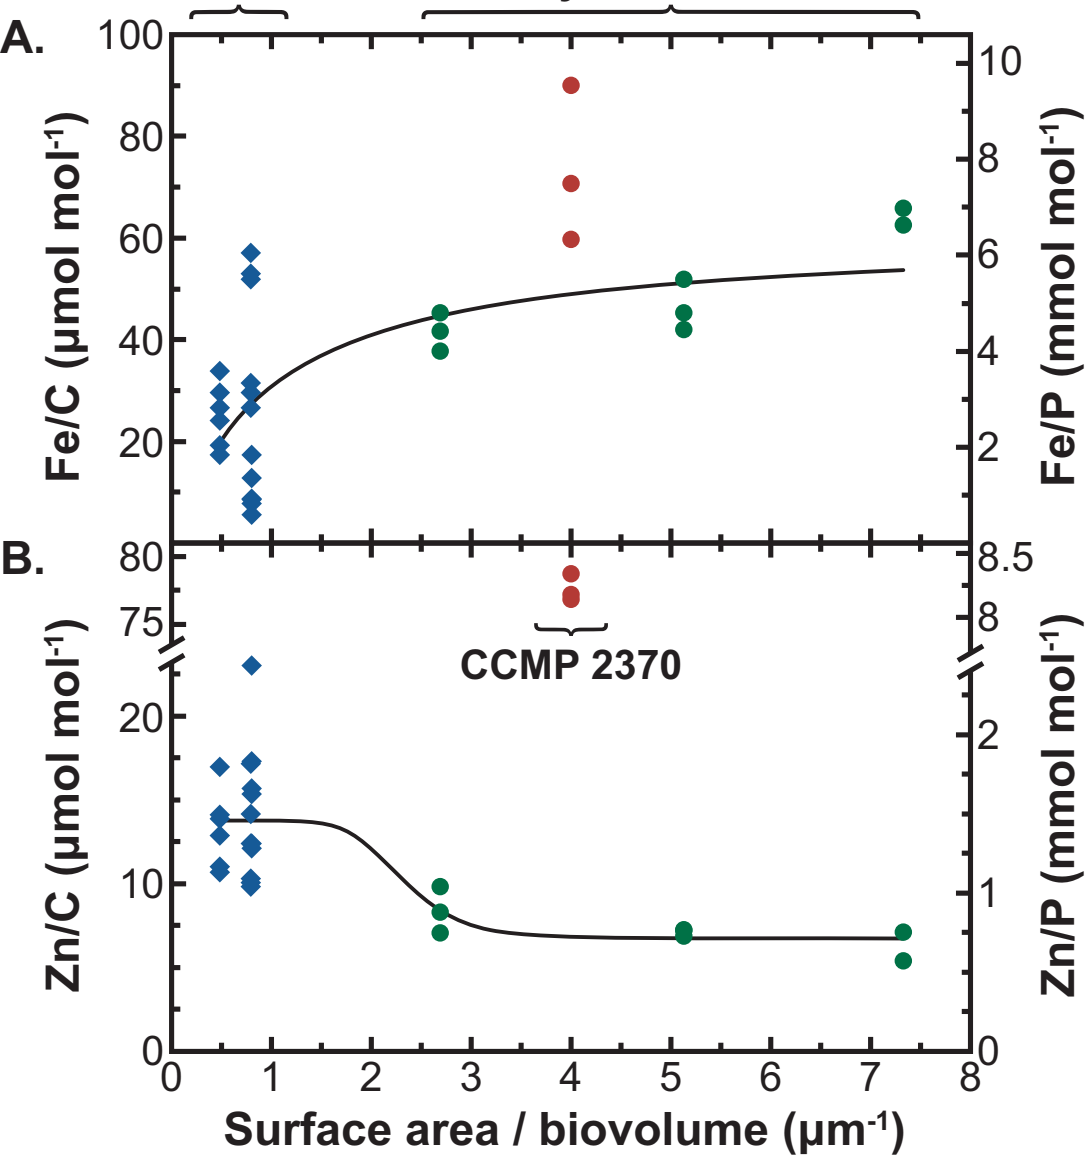 A.
100
80
60
40
20
Fe/C (µmol mol-1)
10
8
6
4
2
Fe/P (mmol mol-1)
B.
80
75
20
10
0
Zn/C (µmol mol-1)
8.5
8
2
1
0
Zn/P (mmol mol-1)
CCMP 2370
0 1 2 3 4 5 6 7 8
Surface area / biovolume (µm-1)